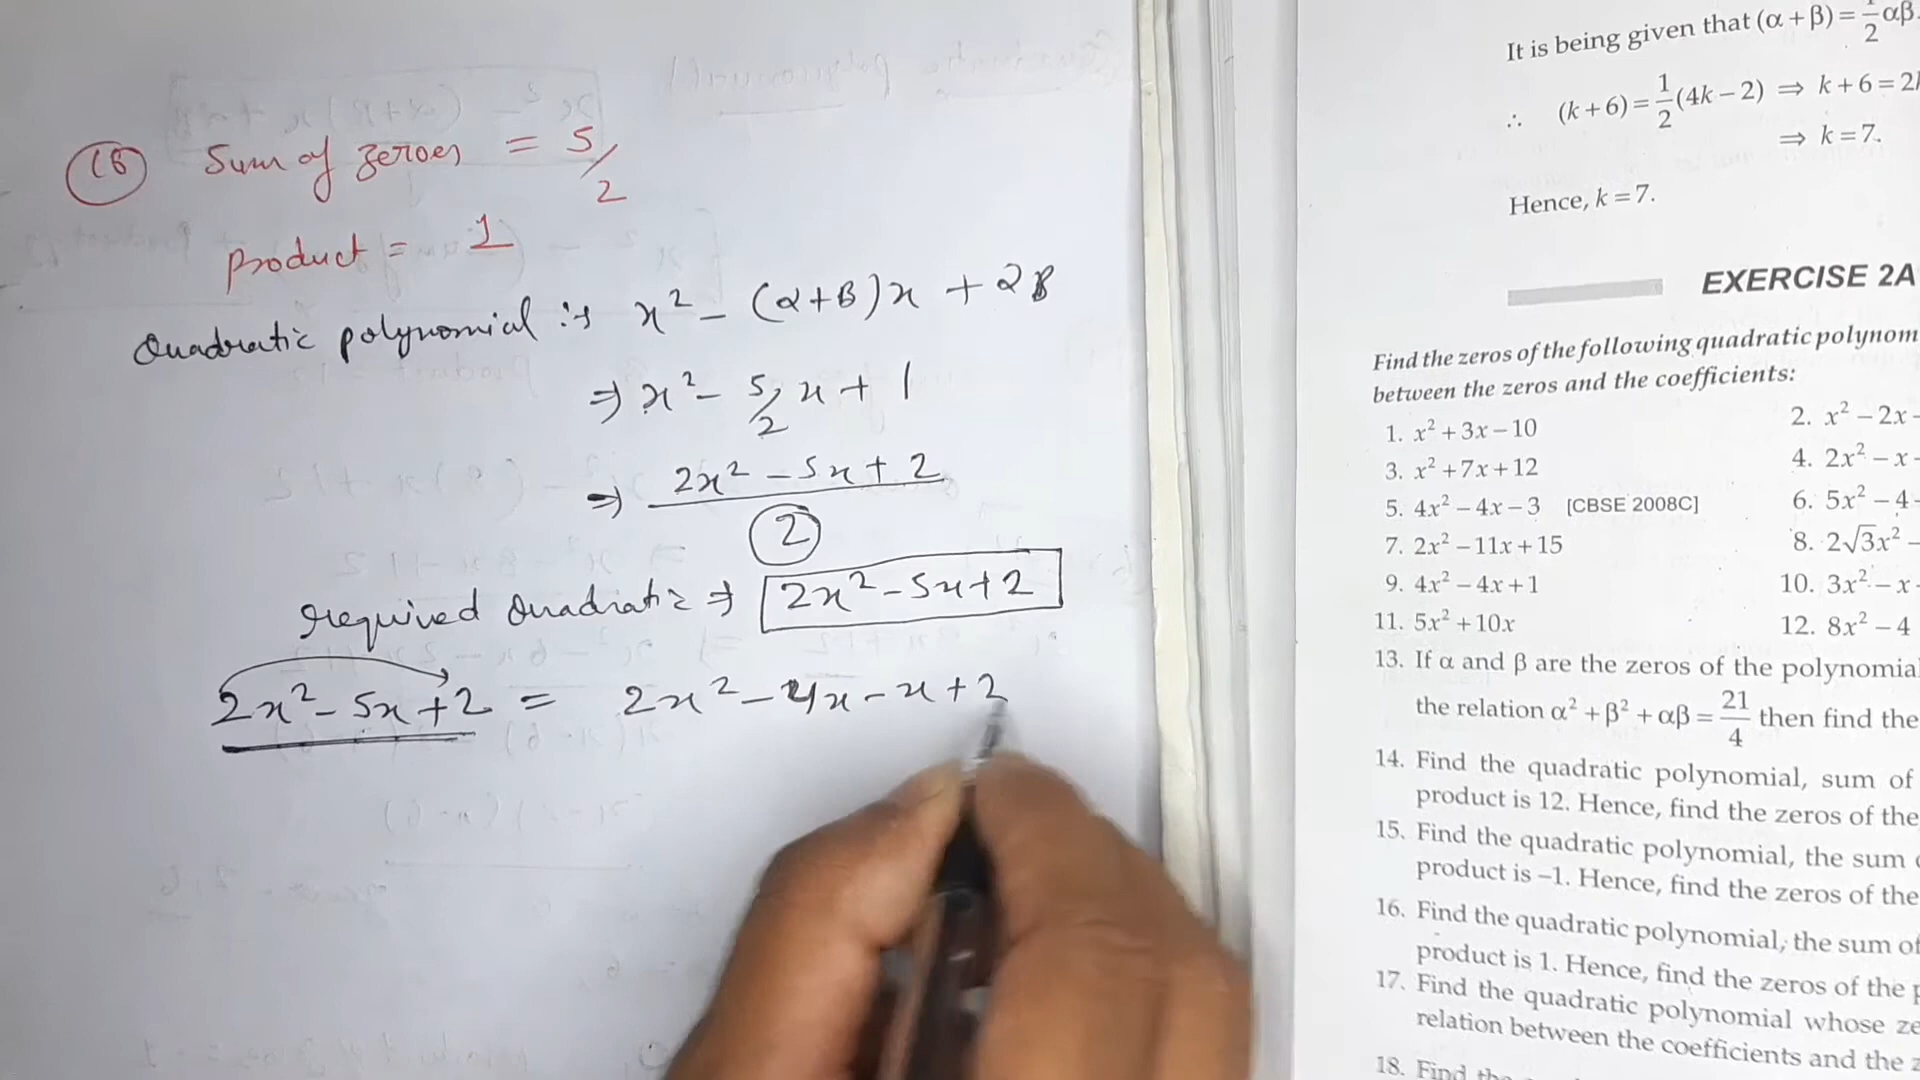 16 Sum of zeroes = 5/2
product = 1
Quadratic polynomial is x² - (α+β)x + αβ
⇒ x² - 5/2 x + 1
⇒ 2x² - 5x + 2
2
required Quadratic ⇒ 2x² - 5x + 2
2x² - 5x + 2 = 2x² - 4x - x + 2
It is being given that (α + β) = 1/2 αβ
∴ (k + 6) = 1/2 (4k − 2) ⇒ k + 6 = 2k
⇒ k = 7.
Hence, k = 7.
EXERCISE 2A
Find the zeros of the following quadratic polynom
between the zeros and the coefficients:
1. x² + 3x − 10
2. x² − 2x −
3. x² + 7x + 12
4. 2x² − x −
5. 4x² − 4x − 3 [CBSE 2008C]
6. 5x² − 4 −
7. 2x² − 11x + 15
8. 2√3x² −
9. 4x² − 4x + 1
10. 3x² − x −
11. 5x² + 10x
12. 8x² − 4
13. If α and β are the zeros of the polynomial
the relation α² + β² + αβ = 21/4 then find the
14. Find the quadratic polynomial, sum of
product is 12. Hence, find the zeros of the
15. Find the quadratic polynomial, the sum
product is −1. Hence, find the zeros of the
16. Find the quadratic polynomial, the sum of
product is 1. Hence, find the zeros of the p
17. Find the quadratic polynomial whose ze
relation between the coefficients and the z
18. Find the